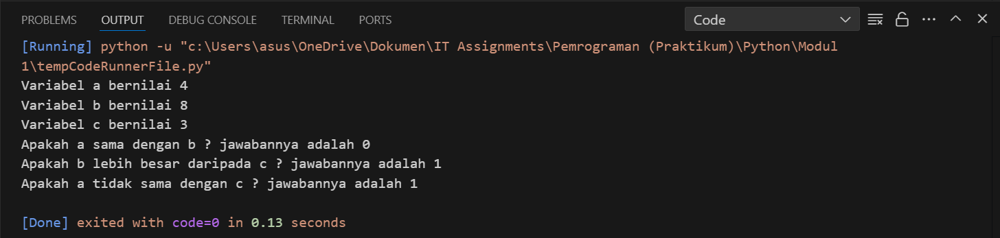 PROBLEMS OUTPUT DEBUG CONSOLE TERMINAL PORTS Code
[Running] python -u "c:\Users\asus\OneDrive\Dokumen\IT Assignments\Pemrograman (Praktikum)\Python\Modul
1\tempCodeRunnerFile.py"
Variabel a bernilai 4
Variabel b bernilai 8
Variabel c bernilai 3
Apakah a sama dengan b ? jawabannya adalah 0
Apakah b lebih besar daripada c ? jawabannya adalah 1
Apakah a tidak sama dengan c ? jawabannya adalah 1
[Done] exited with code=0 in 0.13 seconds